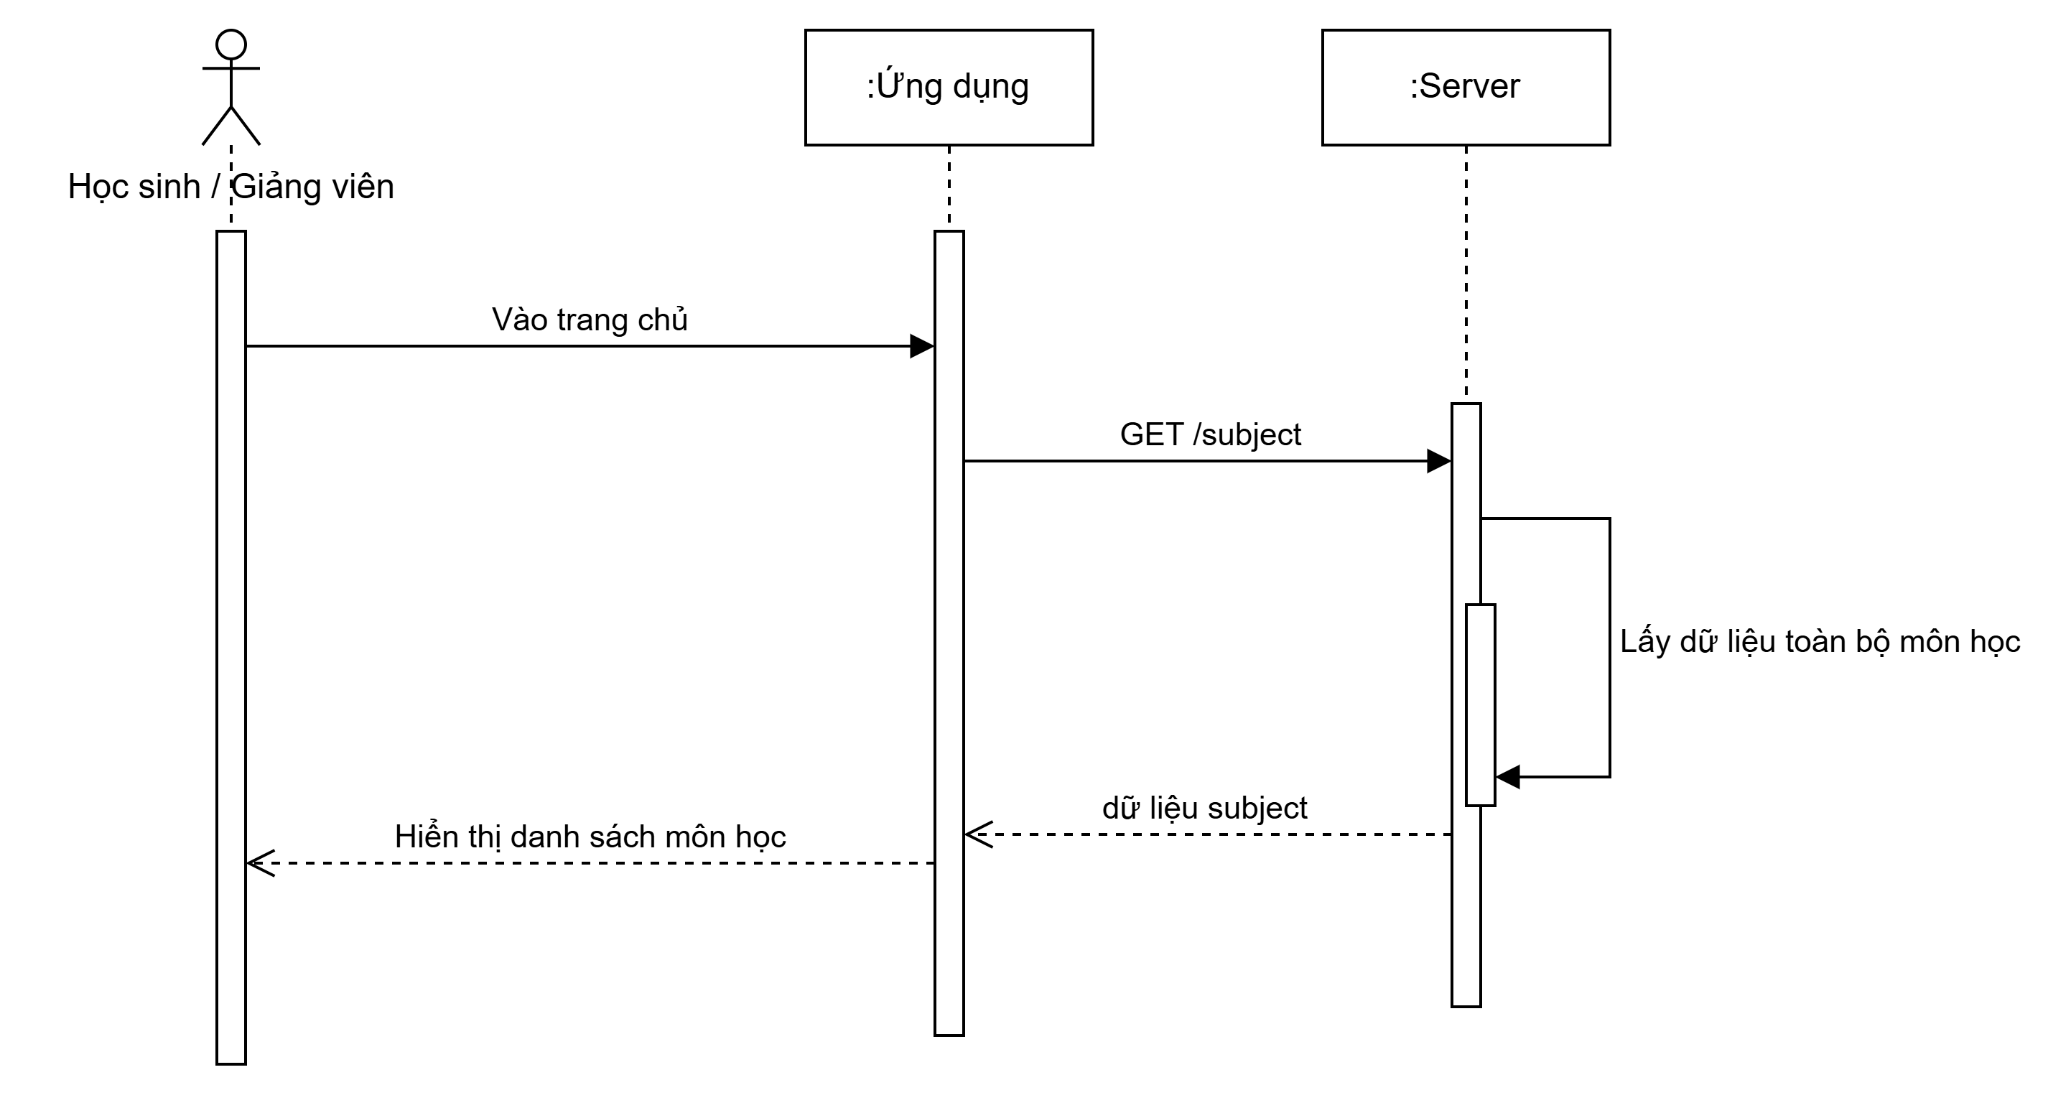 :Ứng dụng
:Server
Học sinh / Giảng viên
Vào trang chủ
GET /subject
Lấy dữ liệu toàn bộ môn học
dữ liệu subject
Hiển thị danh sách môn học